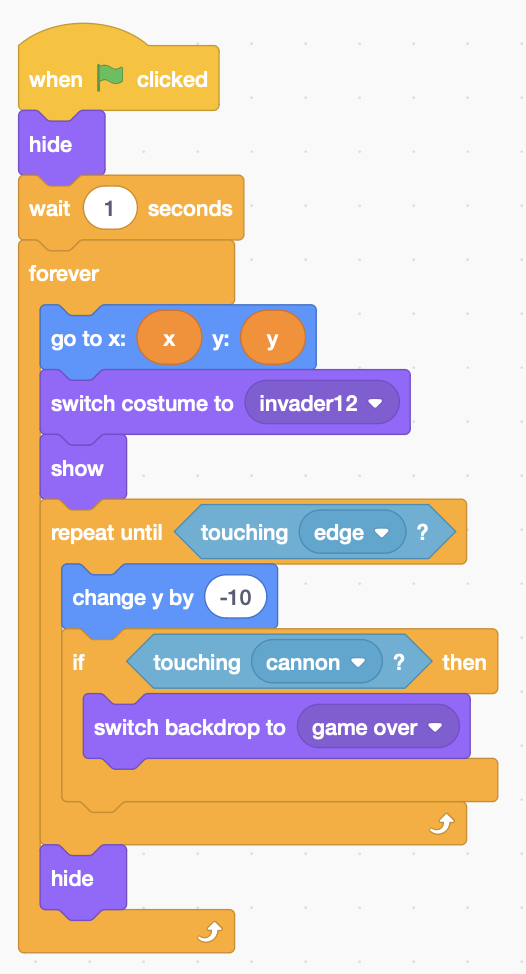 when clicked
hide
wait 1 seconds
forever
go to x: x y: y
switch costume to invader12
show
repeat until touching edge ?
change y by -10
if touching cannon ? then
switch backdrop to game over
hide